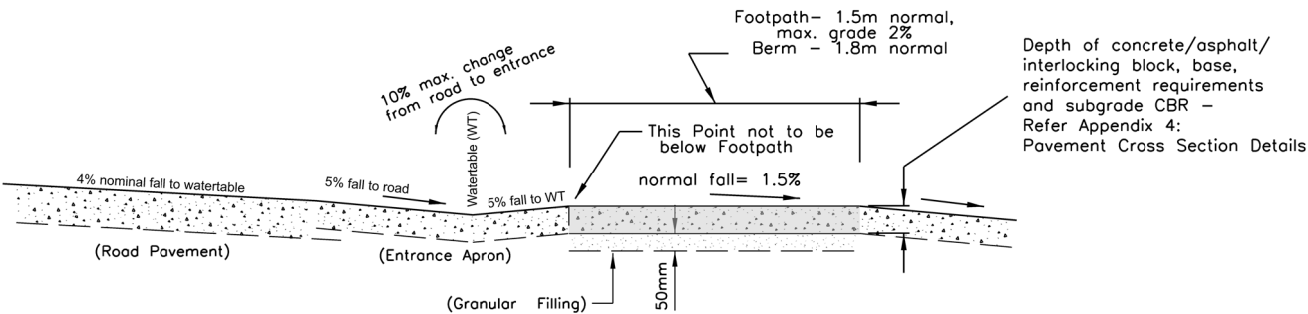 Footpath- 1.5m normal,
max. grade 2%
Berm - 1.8m normal
Depth of concrete/asphalt/
interlocking block, base,
reinforcement requirements
and subgrade CBR -
Refer Appendix 4:
Pavement Cross Section Details
10% max. change
from road to entrance
Watertable (WT)
This Point not to be
below Footpath
4% nominal fall to watertable
5% fall to road
5% fall to WT
normal fall= 1.5%
(Road Pavement)
(Entrance Apron)
(Granular Filling)
50mm